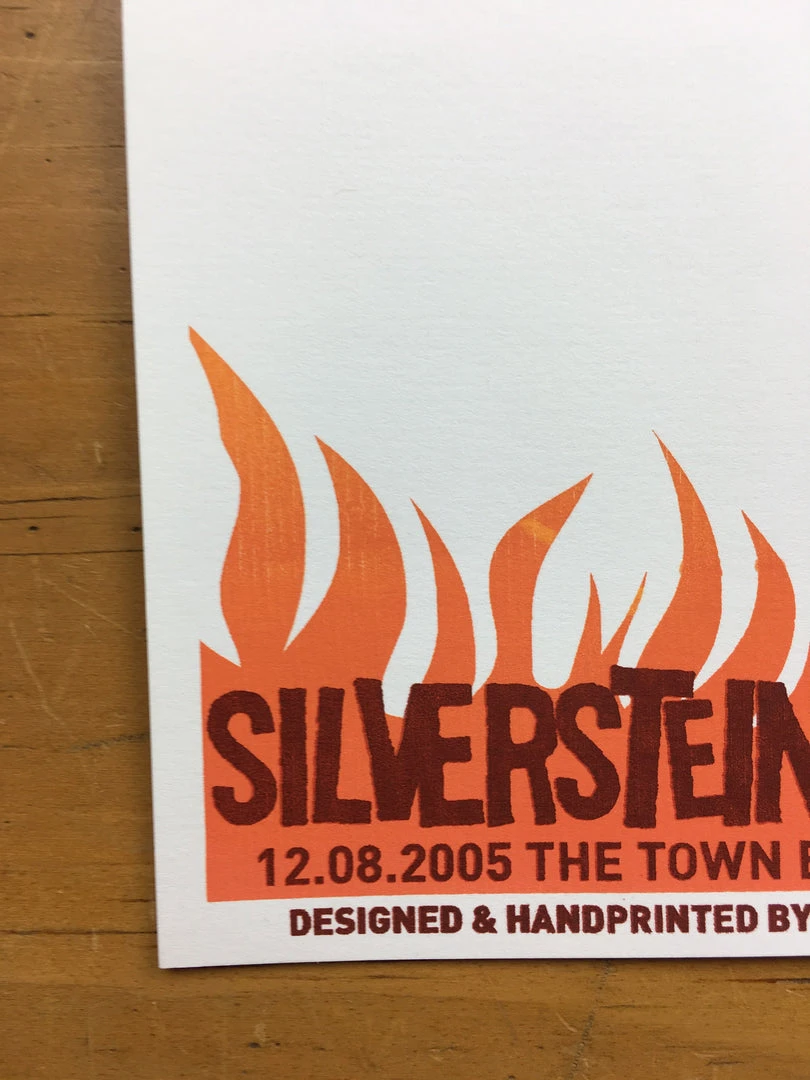 SILVERSTEIN
12.08.2005 THE TOWN
DESIGNED & HANDPRINTED BY